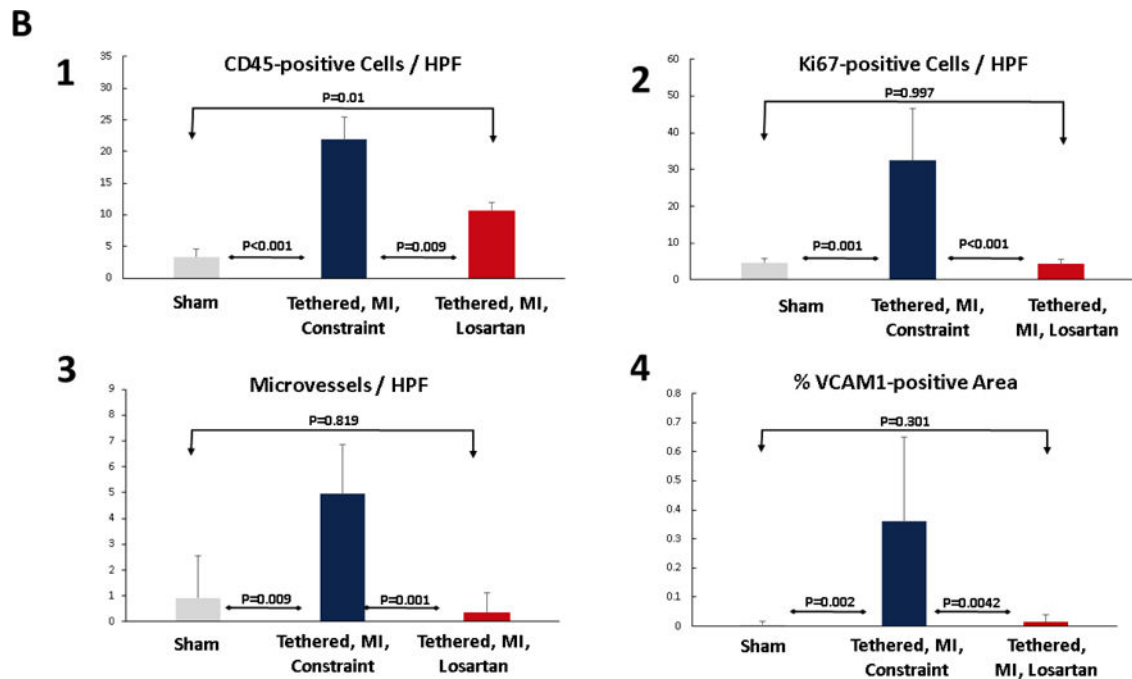 B
1
CD45-positive Cells / HPF
35
30
25
20
15
10
5
0
P=0.01
P<0.001
P=0.009
Sham
Tethered, MI,
Constraint
Tethered, MI,
Losartan
2
Ki67-positive Cells / HPF
60
50
40
30
20
10
0
P=0.997
P=0.001
P<0.001
Sham
Tethered, MI,
Constraint
Tethered,
MI, Losartan
3
Microvessels / HPF
9
8
7
6
5
4
3
2
1
0
P=0.819
P=0.009
P=0.001
Sham
Tethered, MI,
Constraint
Tethered, MI,
Losartan
4
% VCAM1-positive Area
0.8
0.7
0.6
0.5
0.4
0.3
0.2
0.1
0
P=0.301
P=0.002
P=0.0042
Sham
Tethered, MI,
Constraint
Tethered,
MI, Losartan